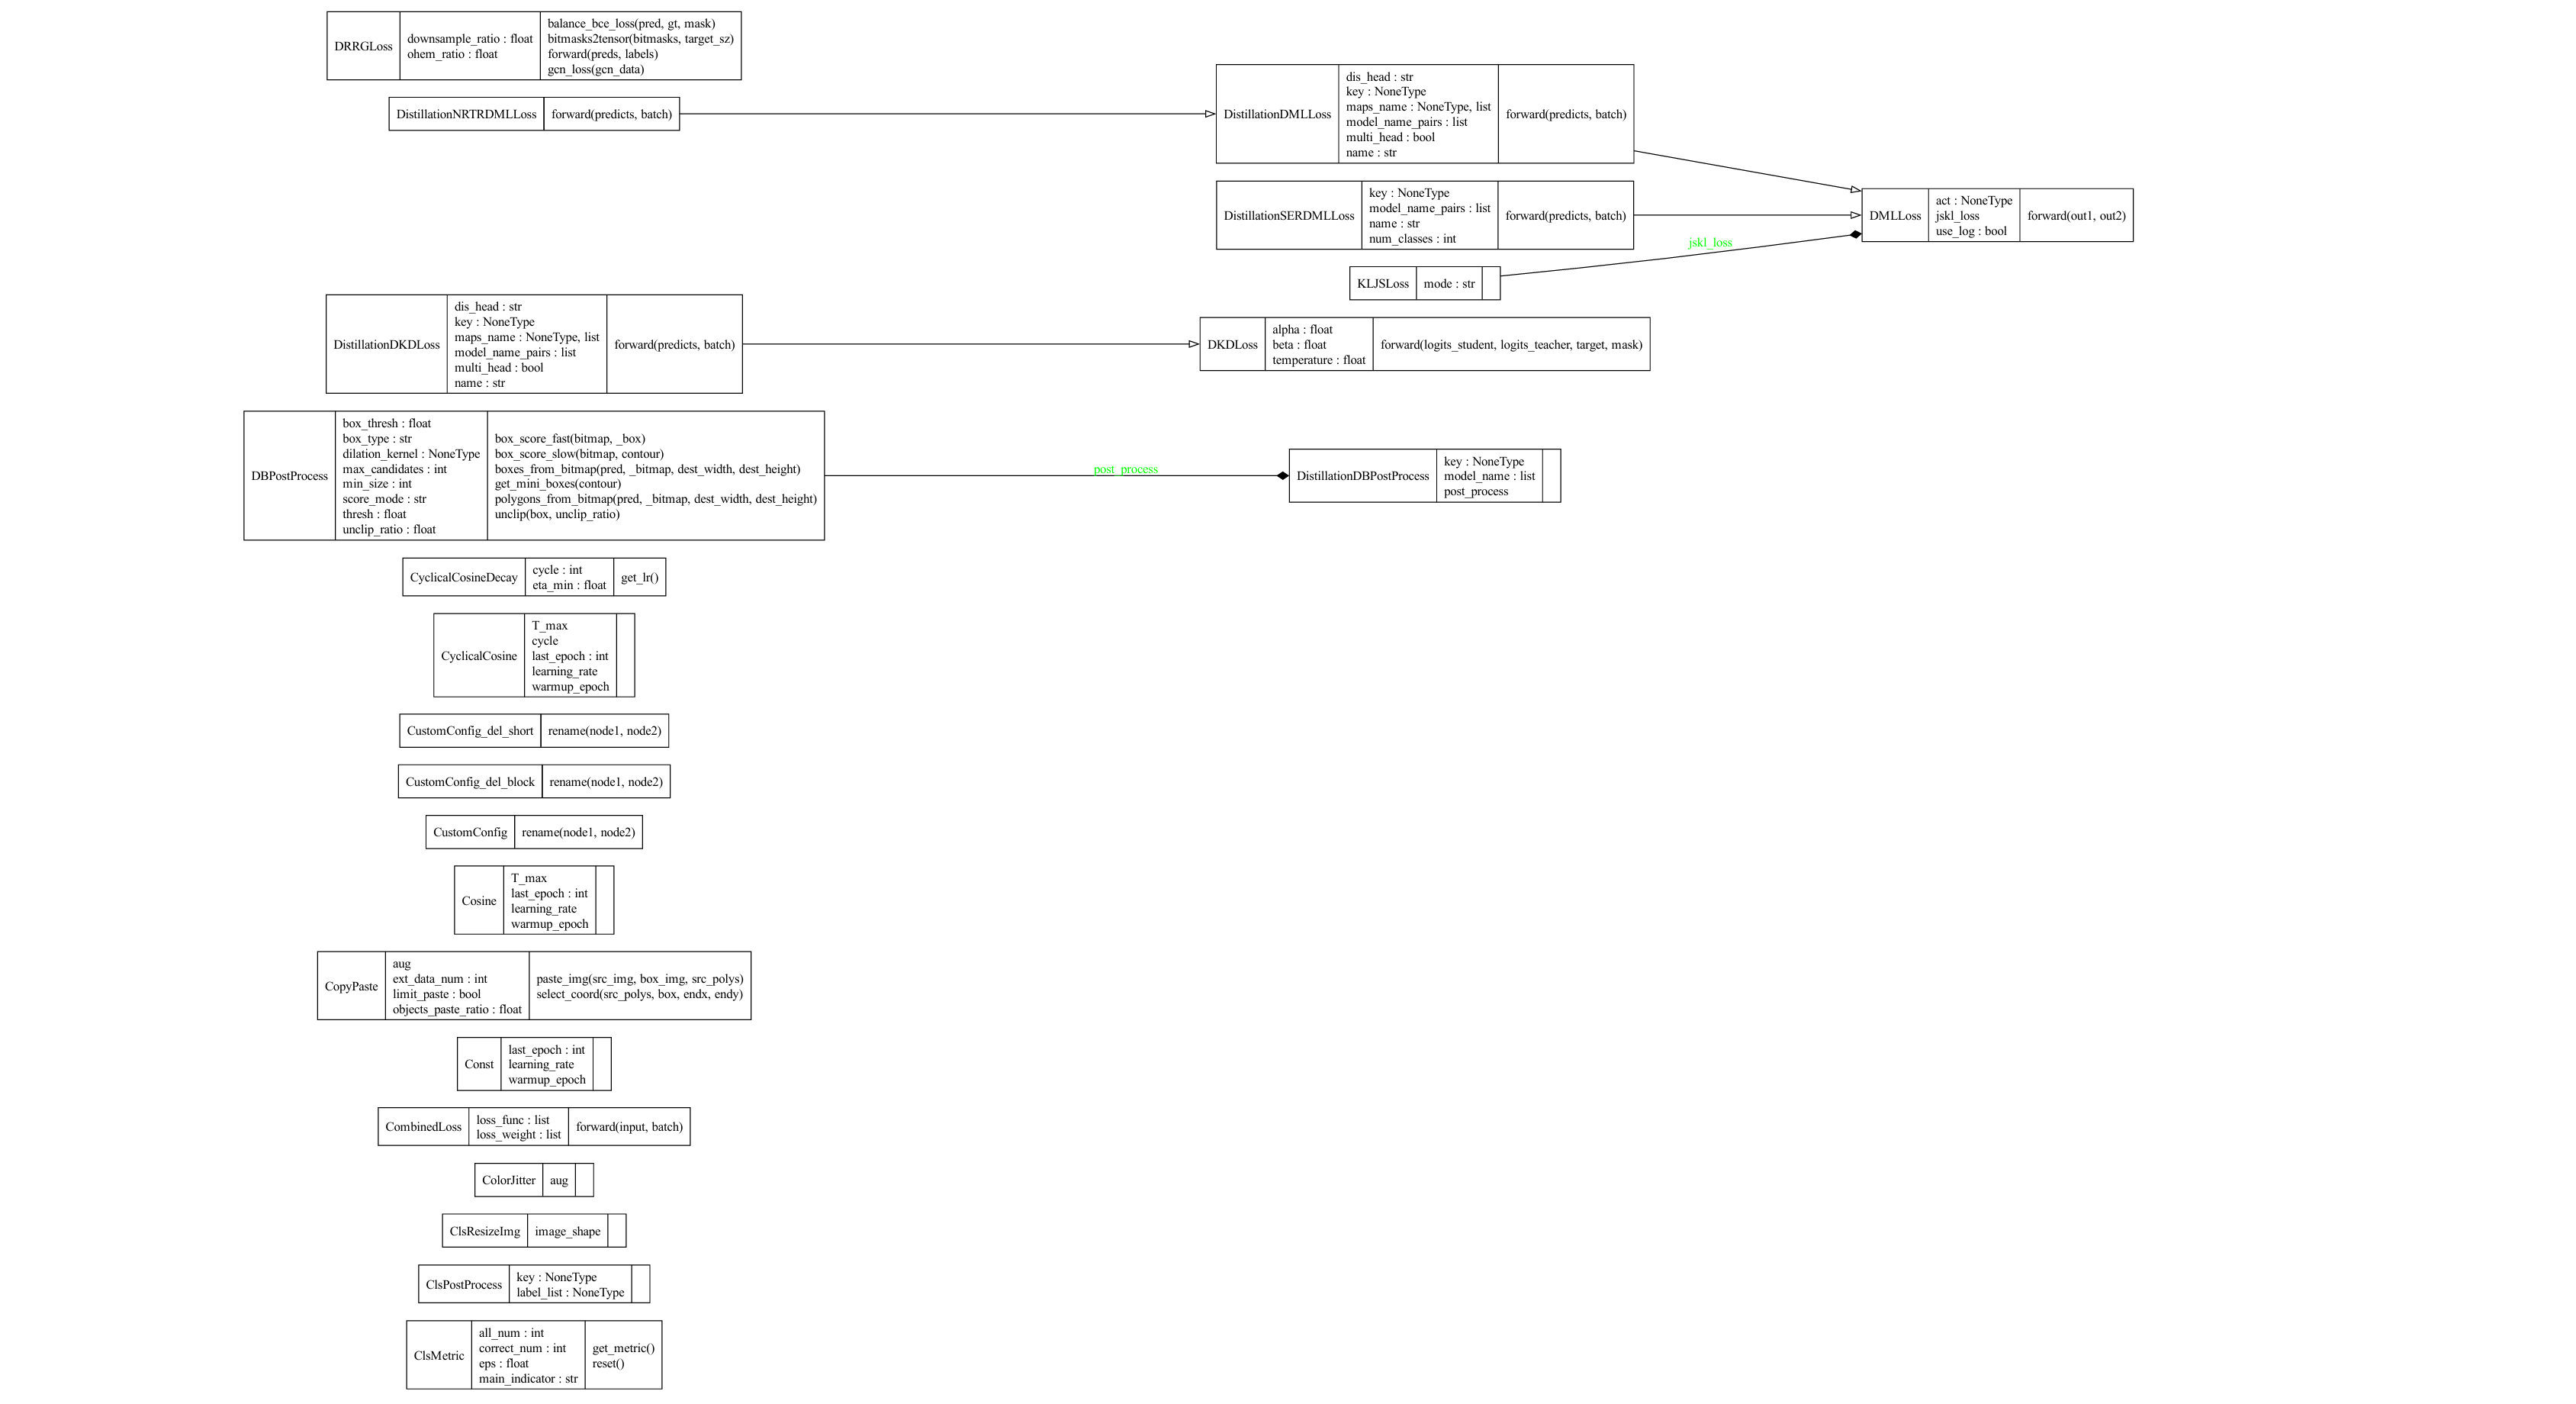 DRRGLoss
downsample_ratio : float
ohem_ratio : float
balance_bce_loss(pred, gt, mask)
bitmasks2tensor(bitmasks, target_sz)
forward(preds, labels)
gcn_loss(gcn_data)
DistillationNRTRDMLLoss
forward(predicts, batch)
DistillationDMLLoss
dis_head : str
key : NoneType
maps_name : NoneType, list
model_name_pairs : list
multi_head : bool
name : str
forward(predicts, batch)
DistillationSERDMLLoss
key : NoneType
model_name_pairs : list
name : str
num_classes : int
forward(predicts, batch)
DMLLoss
act : NoneType
jskl_loss
use_log : bool
forward(out1, out2)
jskl_loss
KLJSLoss
mode : str
DistillationDKDLoss
dis_head : str
key : NoneType
maps_name : NoneType, list
model_name_pairs : list
multi_head : bool
name : str
forward(predicts, batch)
DKDLoss
alpha : float
beta : float
temperature : float
forward(logits_student, logits_teacher, target, mask)
DBPostProcess
box_thresh : float
box_type : str
dilation_kernel : NoneType
max_candidates : int
min_size : int
score_mode : str
thresh : float
unclip_ratio : float
box_score_fast(bitmap, _box)
box_score_slow(bitmap, contour)
boxes_from_bitmap(pred, _bitmap, dest_width, dest_height)
get_mini_boxes(contour)
polygons_from_bitmap(pred, _bitmap, dest_width, dest_height)
unclip(box, unclip_ratio)
post_process
DistillationDBPostProcess
key : NoneType
model_name : list
post_process
CyclicalCosineDecay
cycle : int
eta_min : float
get_lr()
CyclicalCosine
T_max
cycle
last_epoch : int
learning_rate
warmup_epoch
CustomConfig_del_short
rename(node1, node2)
CustomConfig_del_block
rename(node1, node2)
CustomConfig
rename(node1, node2)
Cosine
T_max
last_epoch : int
learning_rate
warmup_epoch
CopyPaste
aug
ext_data_num : int
limit_paste : bool
objects_paste_ratio : float
paste_img(src_img, box_img, src_polys)
select_coord(src_polys, box, endx, endy)
Const
last_epoch : int
learning_rate
warmup_epoch
CombinedLoss
loss_func : list
loss_weight : list
forward(input, batch)
ColorJitter
aug
ClsResizeImg
image_shape
ClsPostProcess
key : NoneType
label_list : NoneType
ClsMetric
all_num : int
correct_num : int
eps : float
main_indicator : str
get_metric()
reset()